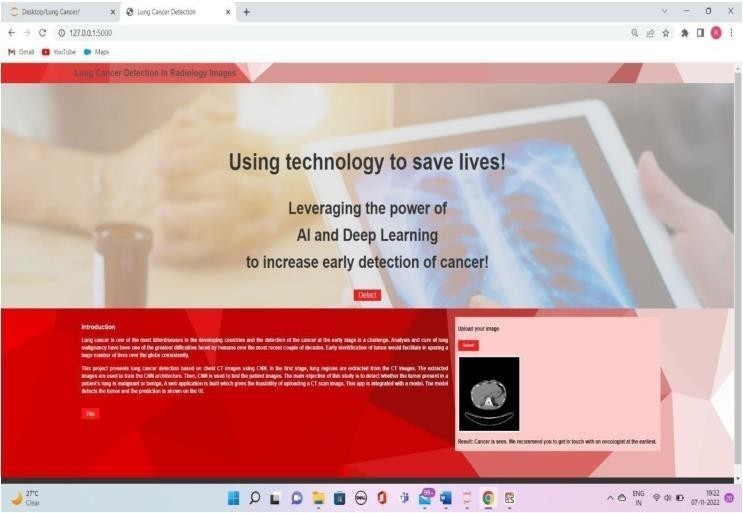 Desktop/Lung Cancer/
Lung Cancer Detection
127.0.0.1:5000
R
Gmail YouTube Maps
Lung Cancer Detection In Radiology Images
Using technology to save lives!
Leveraging the power of
AI and Deep Learning
to increase early detection of cancer!
Detect
Introduction
Lung cancer is one of the most killerdiseases in the developing countries and the detection of the cancer at the early stage is a challenge. Analysis and cure of lung
malignancy have been one of the greatest difficulties faced by humans over the most recent couple of decades. Early identification of tumor would facilitate in sparing a
huge number of lives over the globe consistently.
This project presents lung cancer detection based on chest CT images using CNN. In the first stage, lung regions are extracted from the CT images. The extracted
images are used to train the CNN architecture. Then, CNN is used to test the patient images. The main objective of this study is to detect whether the tumor present in a
patient's lung is malignant or benign. A web application is built which gives the feasibility of uploading a CT scan image. This app is integrated with a model. The model
detects the tumor and the prediction is shown on the UI.
Upload your image
Select
Result: Cancer is seen. We recommend you to get in touch with an oncologist at the earliest.
27°C
Clear
99+
DELL
ENG
IN
19:22
07-11-2022
20